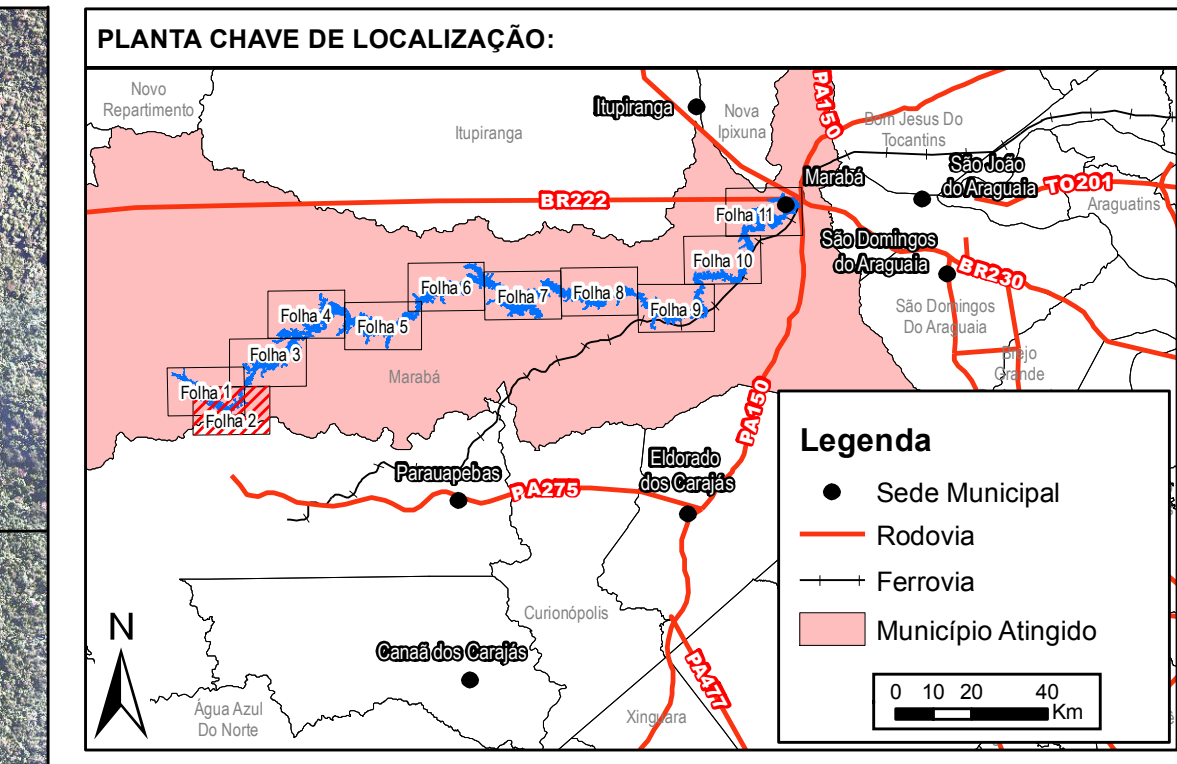 PLANTA CHAVE DE LOCALIZAÇÃO:
Novo
Repartimento
Itupiranga
Itupiranga
Nova
Ipixuna
PA150
Bom Jesus Do
Tocantins
São João
do Araguaia
TO201
Araguatins
Marabá
BR222
Folha 11
São Domingos
do Araguaia
BR230
Folha 10
Folha 6
Folha 7
Folha 8
Folha 9
São Domingos
Do Araguaia
Folha 4
Folha 5
Brejo
Grande
Folha 3
Marabá
Folha 1
Folha 2
PA150
Parauapebas
PA275
Eldorado
dos Carajás
Legenda
Sede Municipal
Rodovia
Ferrovia
Município Atingido
0 10 20 40
Km
N
Curionópolis
Canaã dos Carajás
PA477
Água Azul
Do Norte
Xinguara